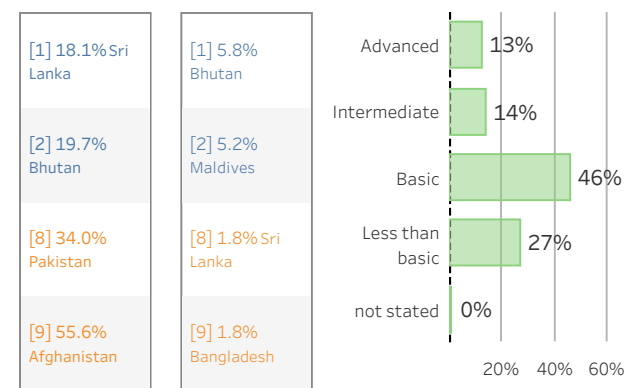 [1] 18.1% Sri
Lanka
[2] 19.7%
Bhutan
[8] 34.0%
Pakistan
[9] 55.6%
Afghanistan
[1] 5.8%
Bhutan
[2] 5.2%
Maldives
[8] 1.8% Sri
Lanka
[9] 1.8%
Bangladesh
Advanced
13%
Intermediate
14%
Basic
46%
Less than
basic
27%
not stated
0%
20% 40% 60%